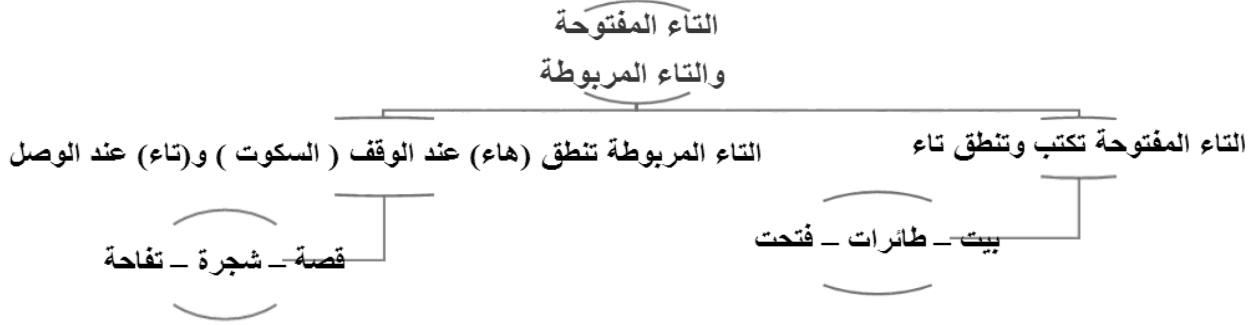 التاء المفتوحة
والتاء المربوطة
التاء المفتوحة تكتب وتنطق تاء
التاء المربوطة تنطق (هاء) عند الوقف ( السكوت ) و(تاء) عند الوصل
بيت – طائرات – فتحت
قصة – شجرة – تفاحة